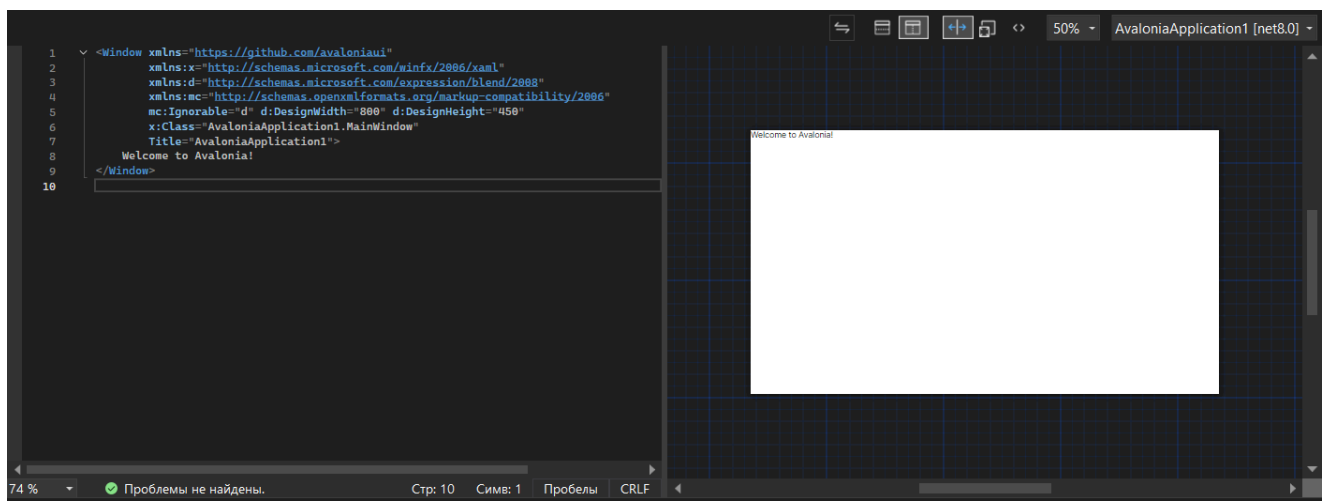 50% AvaloniaApplication1 [net8.0]
1 <Window xmlns="https://github.com/avaloniaui"
2 xmlns:x="http://schemas.microsoft.com/winfx/2006/xaml"
3 xmlns:d="http://schemas.microsoft.com/expression/blend/2008"
4 xmlns:mc="http://schemas.openxmlformats.org/markup-compatibility/2006"
5 mc:Ignorable="d" d:DesignWidth="800" d:DesignHeight="450"
6 x:Class="AvaloniaApplication1.MainWindow"
7 Title="AvaloniaApplication1">
8 Welcome to Avalonia!
9 </Window>
10
Welcome to Avalonia!
74 % Проблемы не найдены. Стр: 10 Симв: 1 Пробелы CRLF